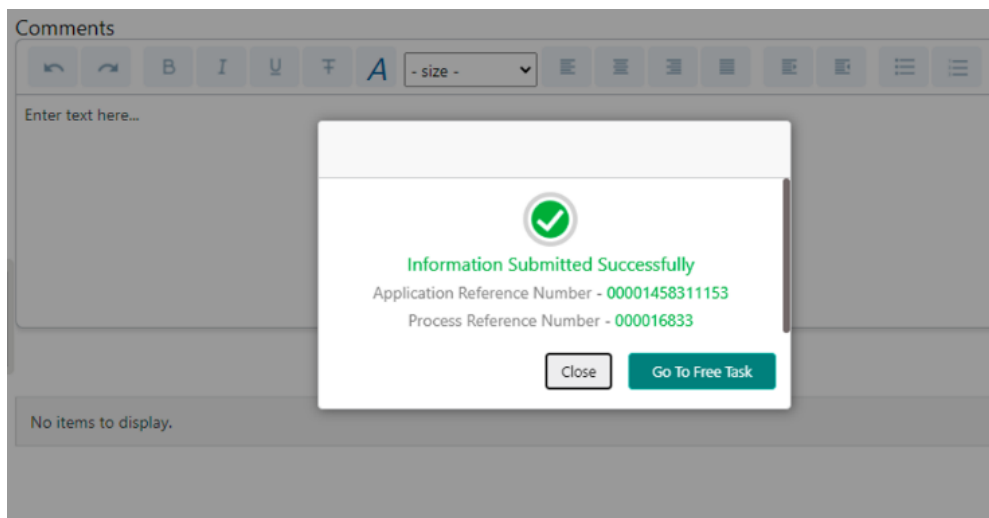 Comments
B I U T A - size -
Enter text here...
Information Submitted Successfully
Application Reference Number - 00001458311153
Process Reference Number - 000016833
Close Go To Free Task
No items to display.